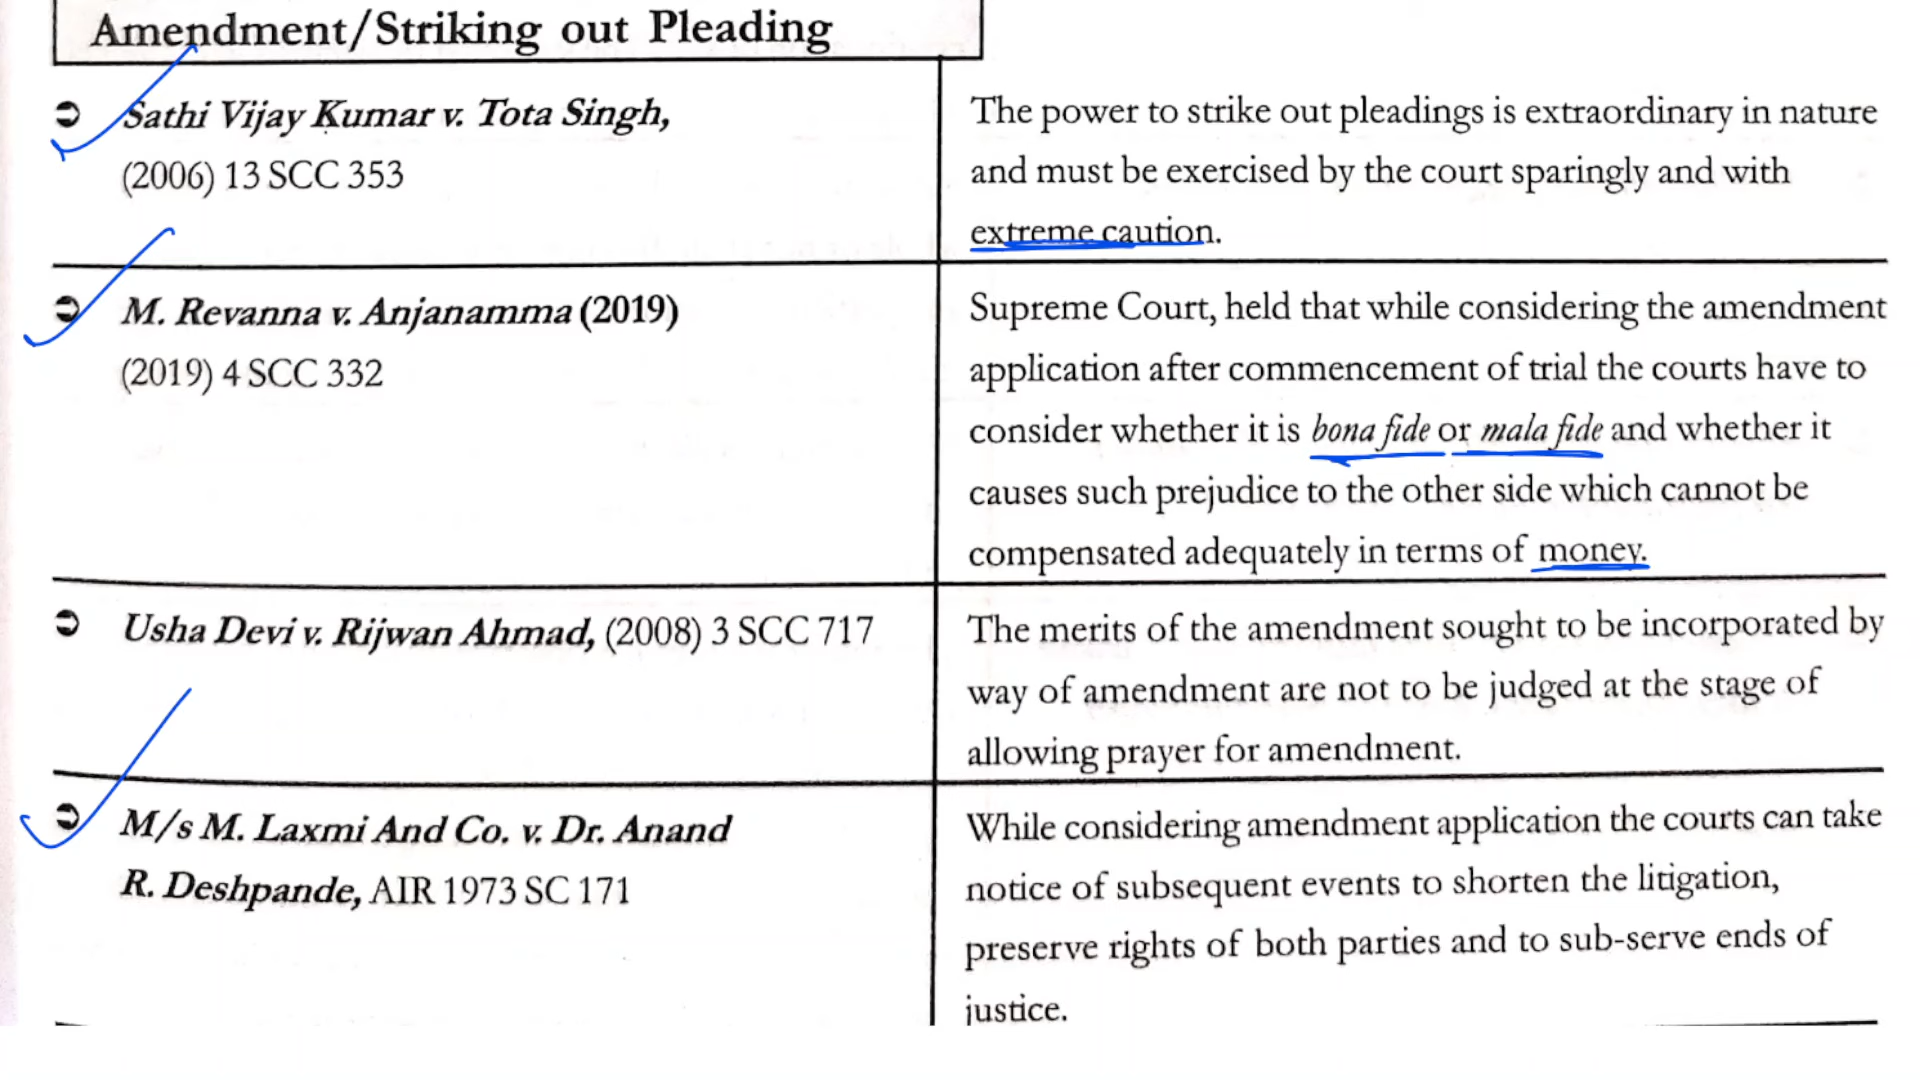 Amendment/Striking out Pleading
Sathi Vijay Kumar v. Tota Singh,
(2006) 13 SCC 353
The power to strike out pleadings is extraordinary in nature
and must be exercised by the court sparingly and with
extreme caution.
M. Revanna v. Anjanamma (2019)
(2019) 4 SCC 332
Supreme Court, held that while considering the amendment
application after commencement of trial the courts have to
consider whether it is bona fide or mala fide and whether it
causes such prejudice to the other side which cannot be
compensated adequately in terms of money.
Usha Devi v. Rijwan Ahmad, (2008) 3 SCC 717
The merits of the amendment sought to be incorporated by
way of amendment are not to be judged at the stage of
allowing prayer for amendment.
M/s M. Laxmi And Co. v. Dr. Anand
R. Deshpande, AIR 1973 SC 171
While considering amendment application the courts can take
notice of subsequent events to shorten the litigation,
preserve rights of both parties and to sub-serve ends of
justice.